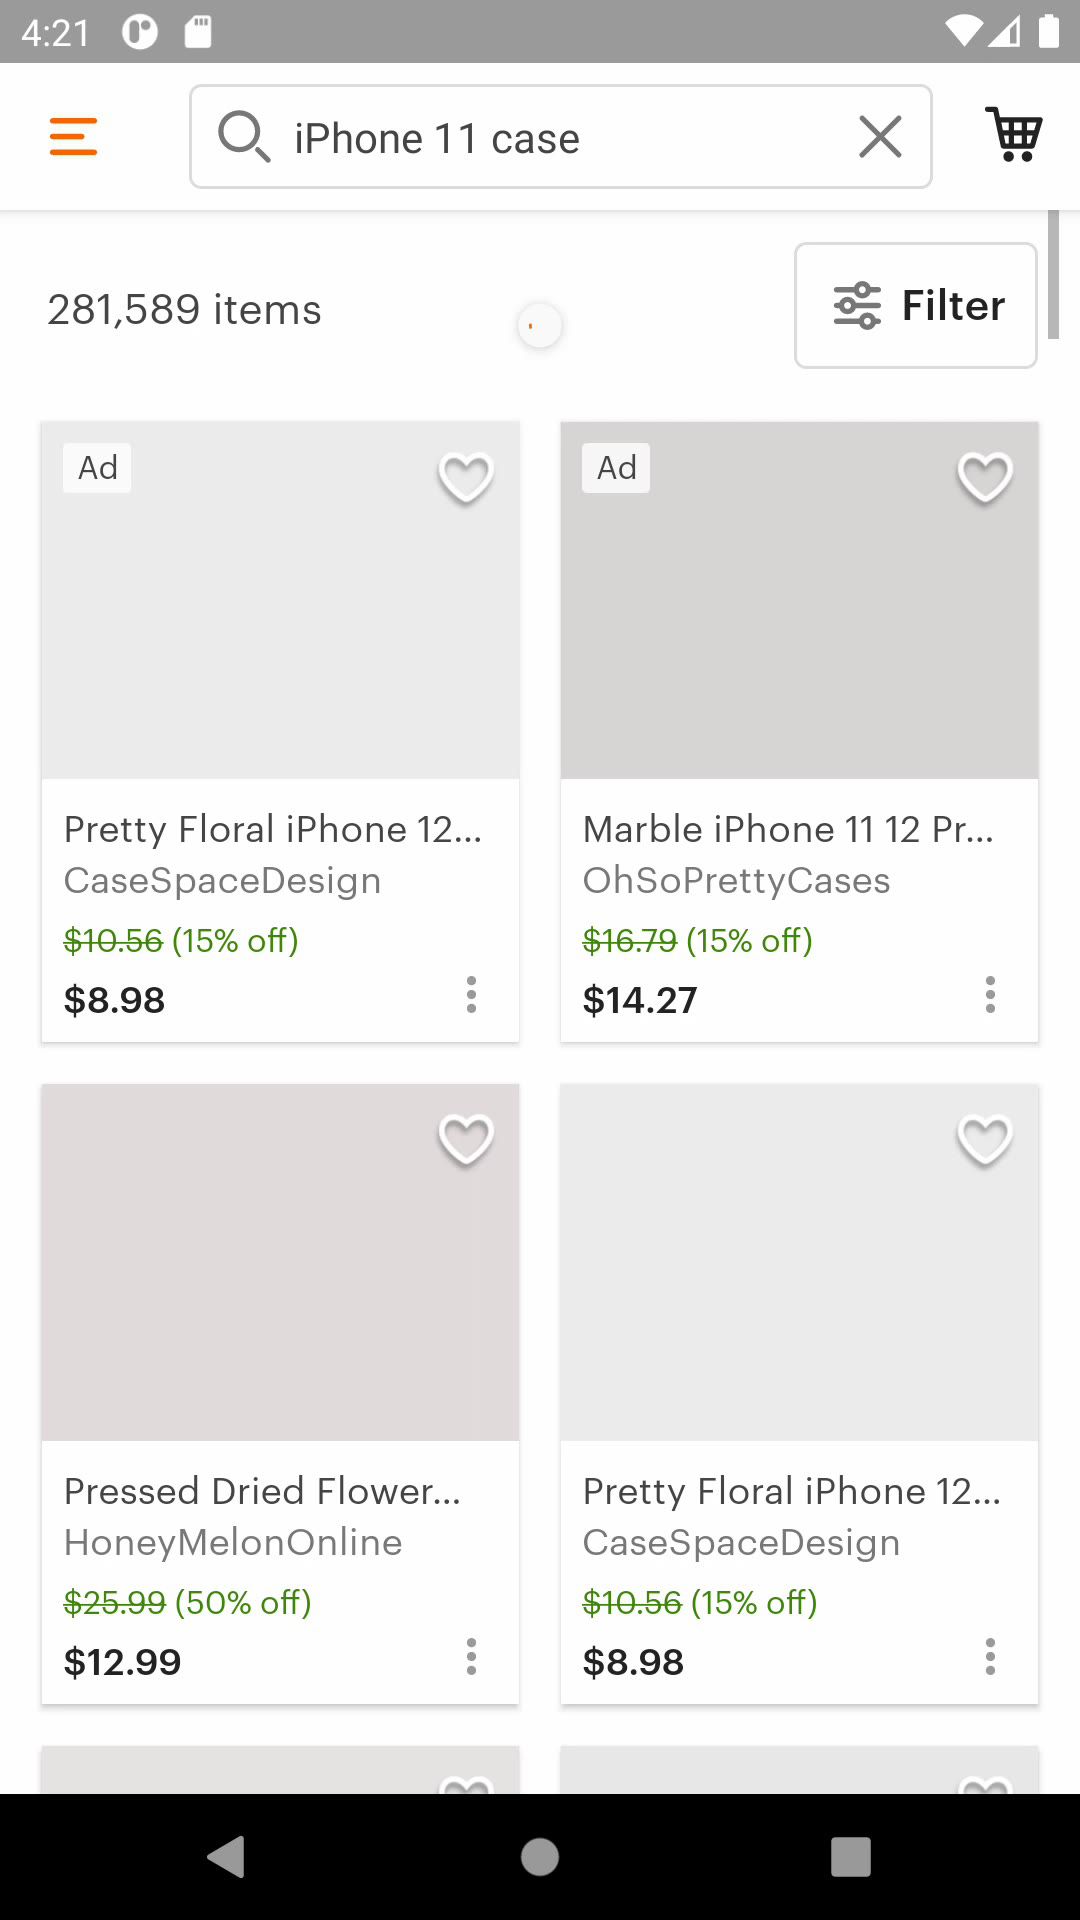 4:21
iPhone 11 case
281,589 items
Filter
Ad
Ad
Pretty Floral iPhone 12...
CaseSpaceDesign
$10.56 (15% off)
$8.98
Marble iPhone 11 12 Pr...
OhSoPrettyCases
$16.79 (15% off)
$14.27
Pressed Dried Flower...
HoneyMelonOnline
$25.99 (50% off)
$12.99
Pretty Floral iPhone 12...
CaseSpaceDesign
$10.56 (15% off)
$8.98